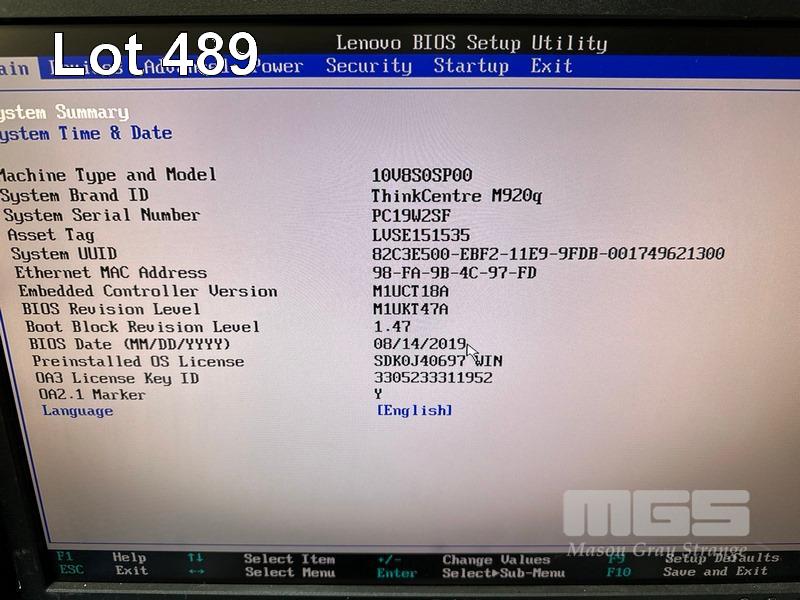 Lot 489
Lenovo BIOS Setup Utility
ain Devices Advanced Power Security Startup Exit
ystem Summary
ystem Time & Date
Machine Type and Model 10V8S0SP00
System Brand ID ThinkCentre M920q
System Serial Number PC19W2SF
Asset Tag LVSE151535
System UUID 82C3E500-EBF2-11E9-9FDB-001749621300
Ethernet MAC Address 98-FA-9B-4C-97-FD
Embedded Controller Version M1UCT18A
BIOS Revision Level M1UKT47A
Boot Block Revision Level 1.47
BIOS Date (MM/DD/YYYY) 08/14/2019
Preinstalled OS License SDK0J40697 WIN
OA3 License Key ID 3305233311952
OA2.1 Marker Y
Language [English]
MGS
Mason Gray Strange
F1 Help ↑↓ Select Item +/- Change Values F9 Setup Defaults
ESC Exit ←→ Select Menu Enter Select▶Sub-Menu F10 Save and Exit